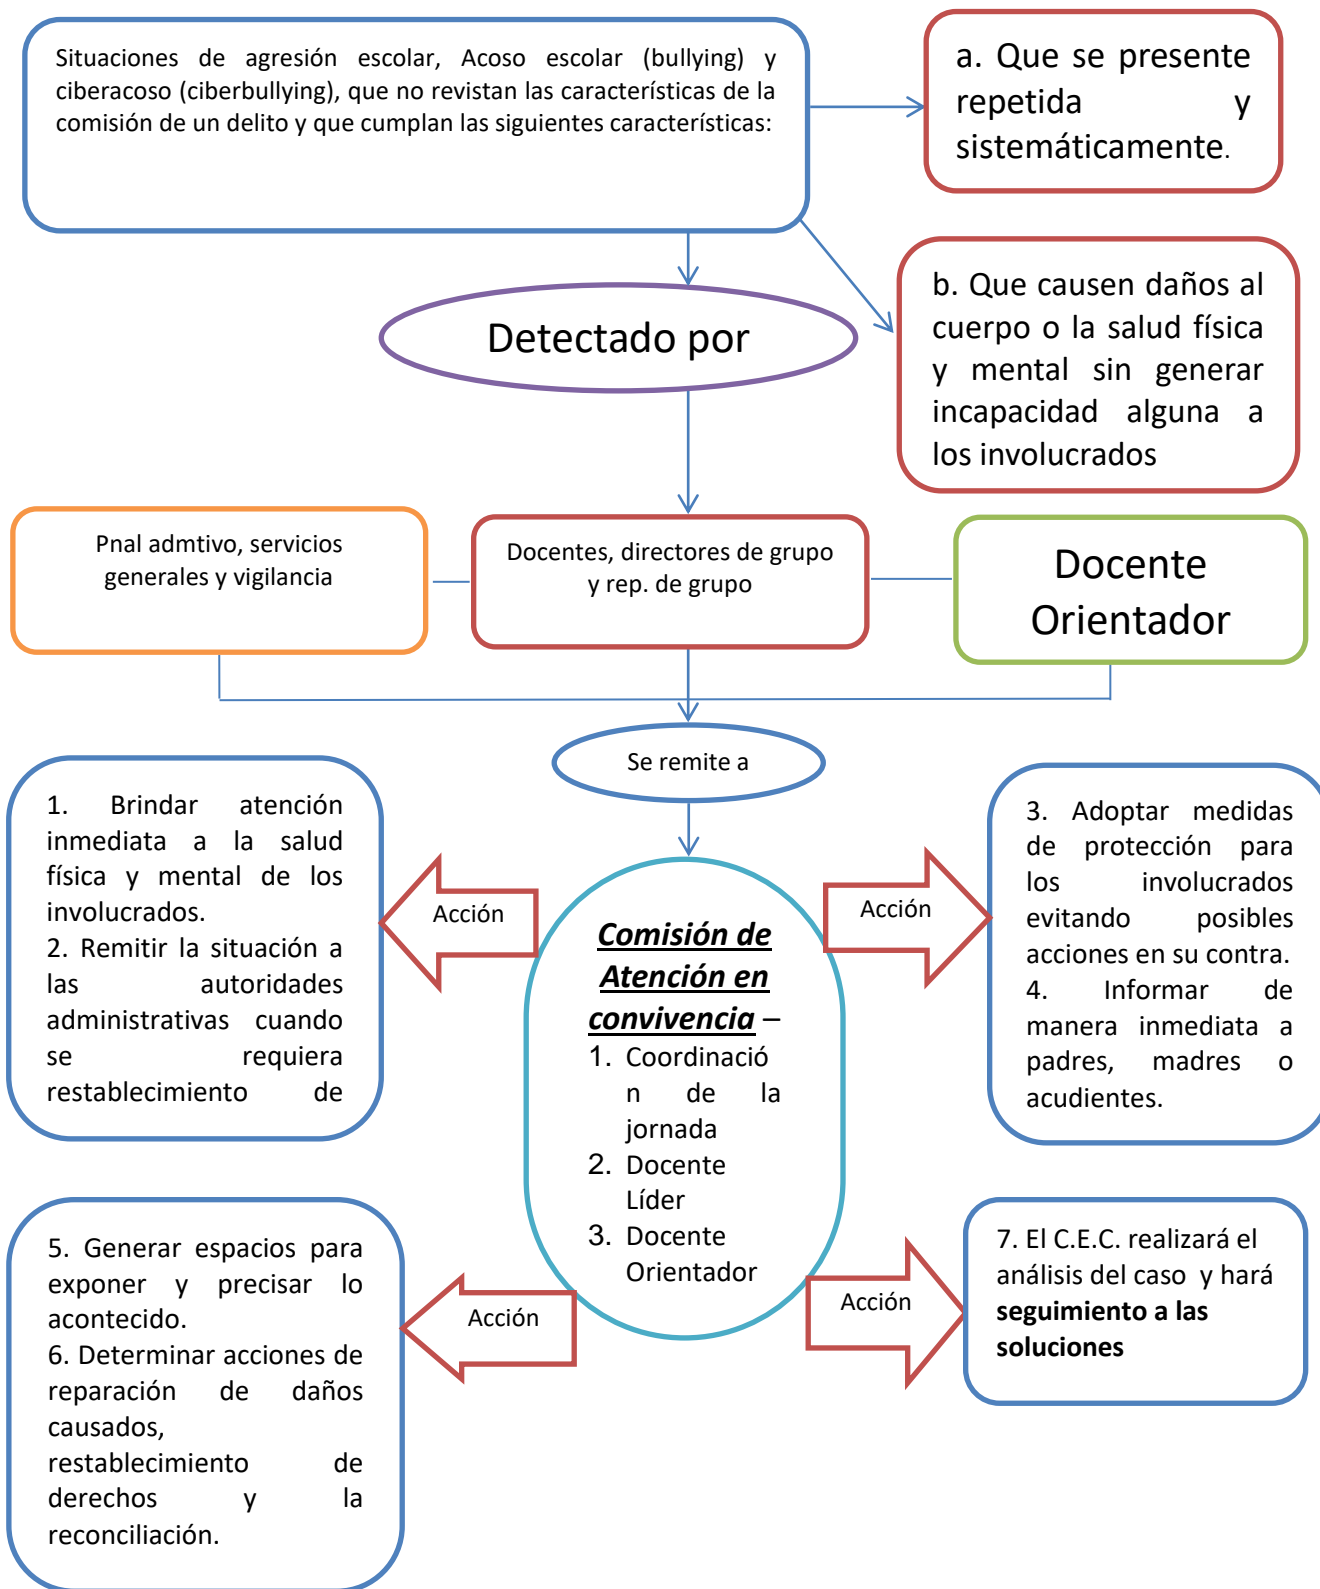 Situaciones de agresión escolar, Acoso escolar (bullying) y
ciberacoso (ciberbullying), que no revistan las características de la
comisión de un delito y que cumplan las siguientes características:
a. Que se presente
repetida y
sistemáticamente.
b. Que causen daños al
cuerpo o la salud física
y mental sin generar
incapacidad alguna a
los involucrados
Detectado por
Pnal admtivo, servicios
generales y vigilancia
Docentes, directores de grupo
y rep. de grupo
Docente
Orientador
Se remite a
1. Brindar atención
inmediata a la salud
física y mental de los
involucrados.
2. Remitir la situación a
las autoridades
administrativas cuando
se requiera
restablecimiento de
Acción
Comisión de
Atención en
convivencia –
1. Coordinació
n de la
jornada
2. Docente
Líder
3. Docente
Orientador
Acción
3. Adoptar medidas
de protección para
los involucrados
evitando posibles
acciones en su contra.
4. Informar de
manera inmediata a
padres, madres o
acudientes.
5. Generar espacios para
exponer y precisar lo
acontecido.
6. Determinar acciones de
reparación de daños
causados,
restablecimiento de
derechos y la
reconciliación.
Acción
Acción
7. El C.E.C. realizará el
análisis del caso y hará
seguimiento a las
soluciones